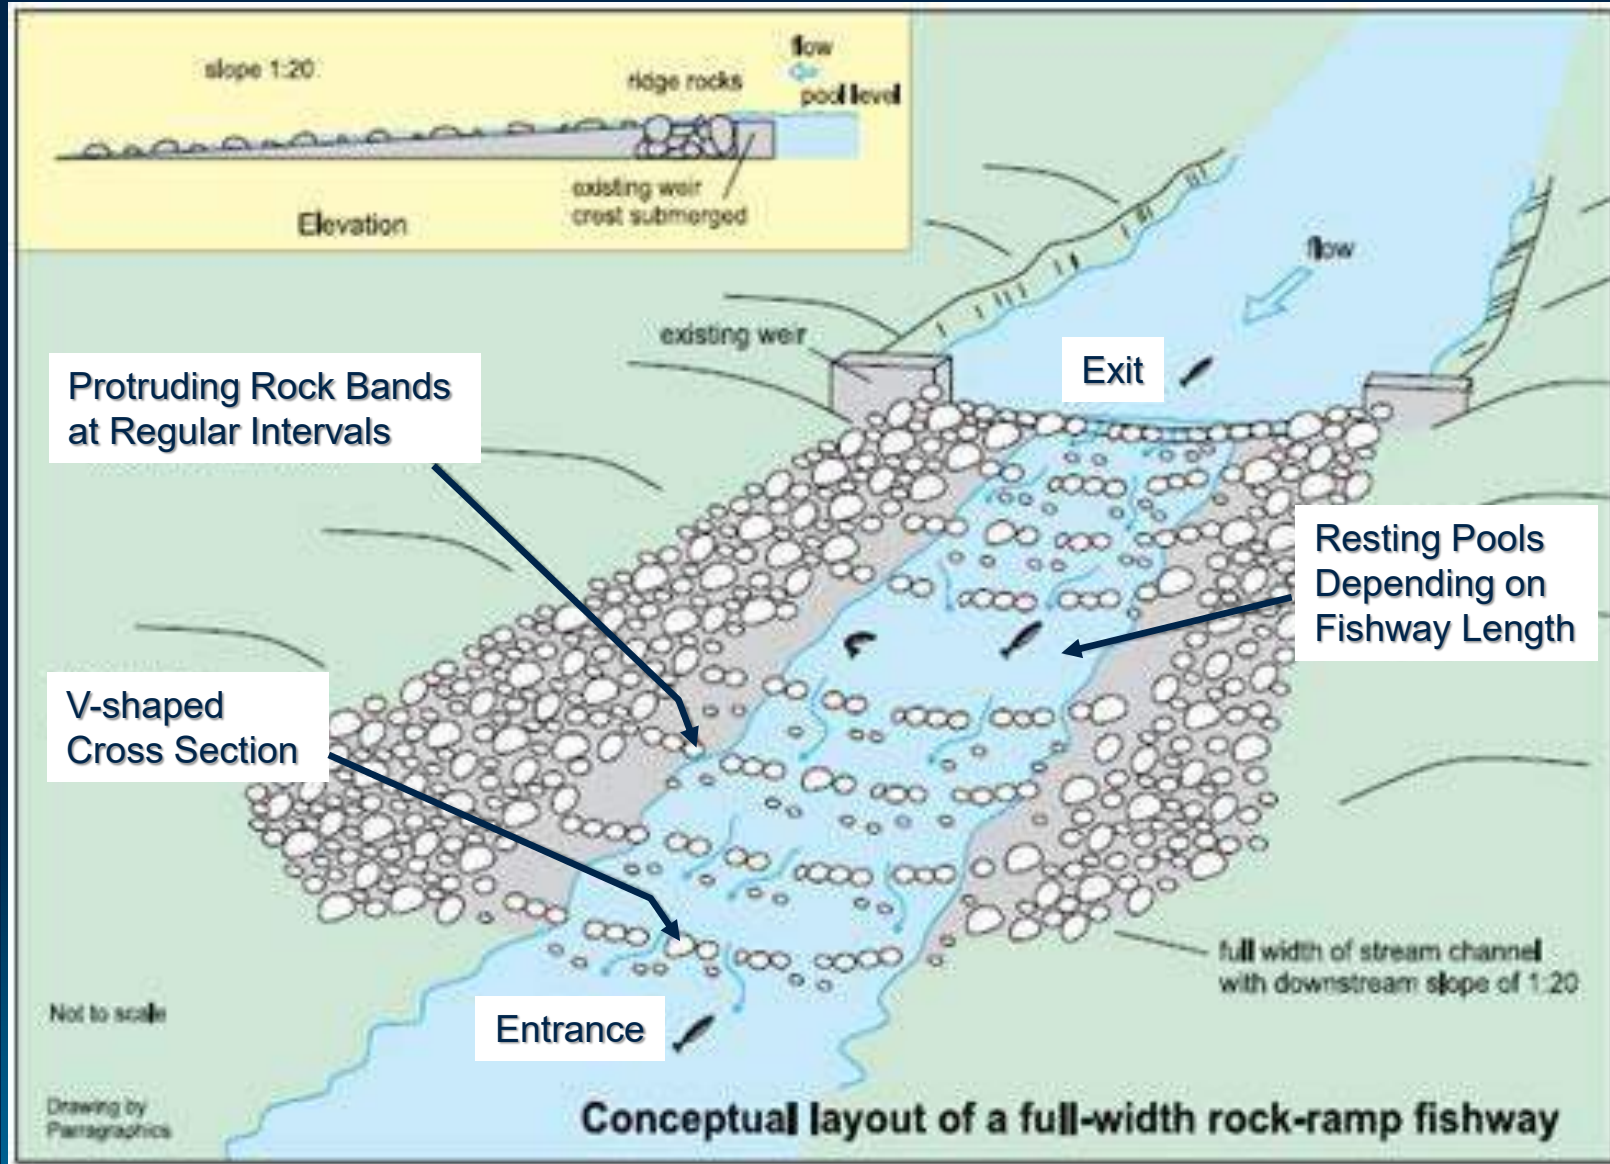 slope 1:20
flow
ridge rocks
pool level
existing weir
crest submerged
Elevation
flow
existing weir
Exit
Protruding Rock Bands
at Regular Intervals
Resting Pools
Depending on
Fishway Length
V-shaped
Cross Section
full width of stream channel
with downstream slope of 1:20
Not to scale
Entrance
Drawing by
Parragraphics
Conceptual layout of a full-width rock-ramp fishway